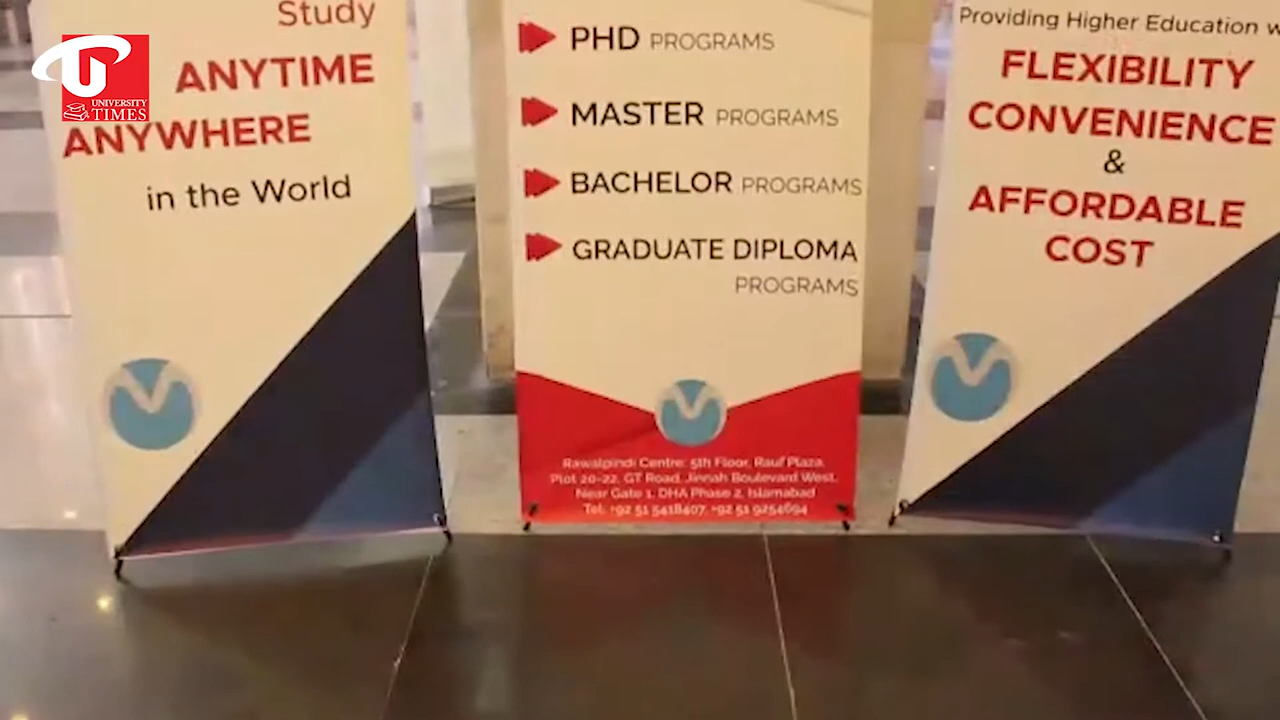 UNIVERSITY
TIMES
Study
ANYTIME
ANYWHERE
in the World
PHD PROGRAMS
MASTER PROGRAMS
BACHELOR PROGRAMS
GRADUATE DIPLOMA
PROGRAMS
Rawalpindi Centre: 5th Floor, Rauf Plaza,
Plot 20-22, GT Road, Jinnah Boulevard West,
Near Gate 1, DHA Phase 2, Islamabad
Tel: +92 51 5418407, +92 51 9254694
Providing Higher Education w
FLEXIBILITY
CONVENIENCE
&
AFFORDABLE
COST